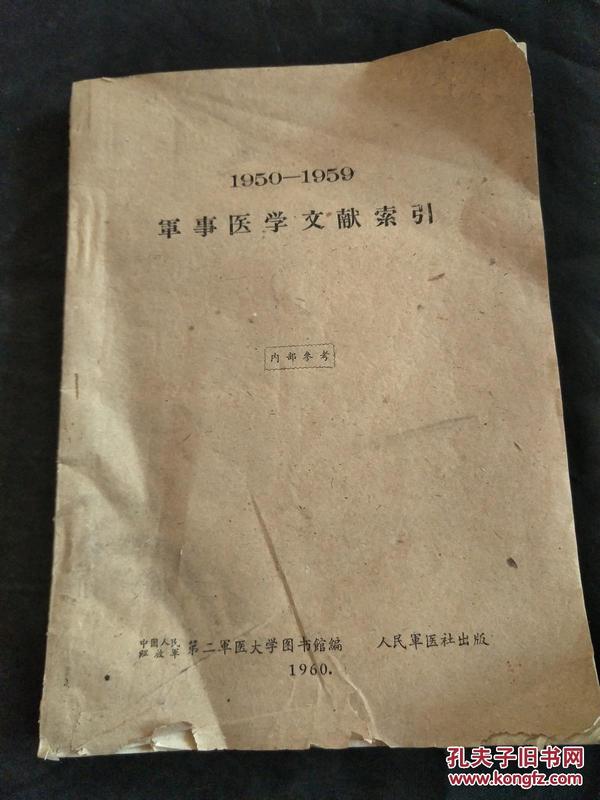 1950—1959
軍事医学文献索引
内部参考
中国人民
解放軍 第二軍医大学图书館編 人民軍医社出版
1960.
孔夫子旧书网
www.kongfz.com